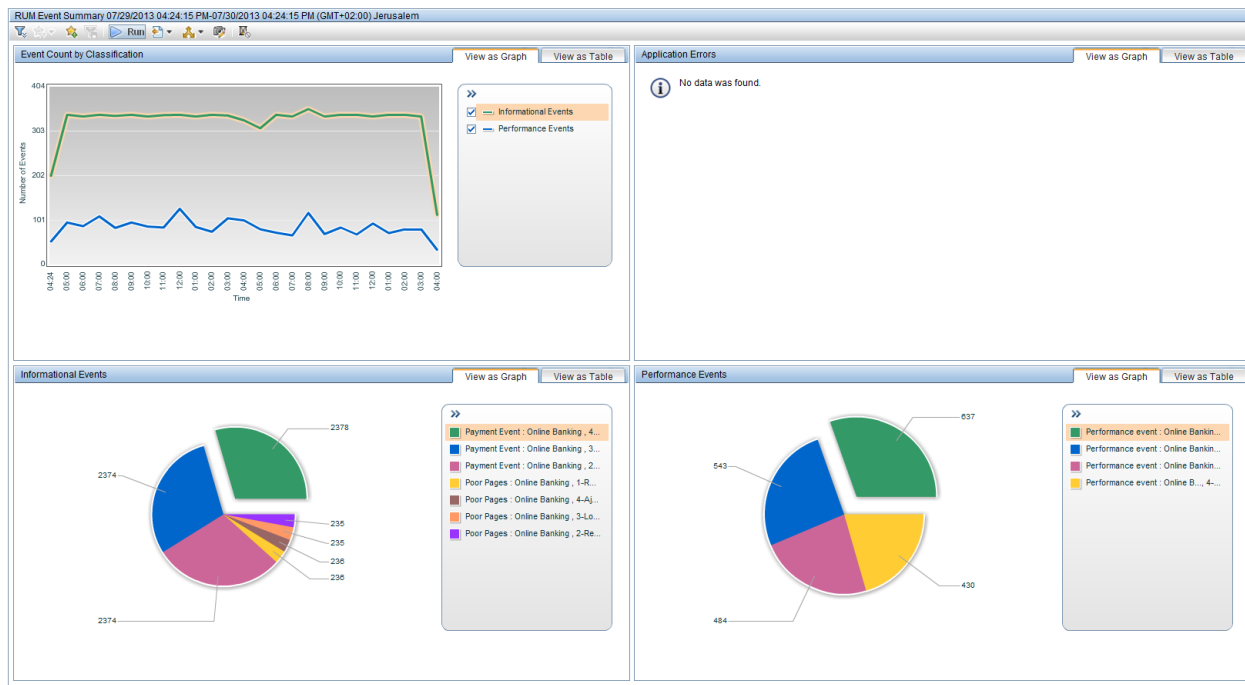 RUM Event Summary 07/29/2013 04:24:15 PM-07/30/2013 04:24:15 PM (GMT+02:00) Jerusalem
Run
Event Count by Classification
View as Graph
View as Table
404
303
202
101
0
Number of Events
04:24
05:00
06:00
07:00
08:00
09:00
10:00
11:00
12:00
01:00
02:00
03:00
04:00
05:00
06:00
07:00
08:00
09:00
10:00
11:00
12:00
01:00
02:00
03:00
04:00
Time
Informational Events
Performance Events
Application Errors
View as Graph
View as Table
No data was found.
Informational Events
View as Graph
View as Table
2378
2374
2374
235
235
236
236
Payment Event : Online Banking , 4...
Payment Event : Online Banking , 3...
Payment Event : Online Banking , 2...
Poor Pages : Online Banking , 1-R...
Poor Pages : Online Banking , 4-Aj...
Poor Pages : Online Banking , 3-Lo...
Poor Pages : Online Banking , 2-Re...
Performance Events
View as Graph
View as Table
637
543
484
430
Performance event : Online Bankin...
Performance event : Online Bankin...
Performance event : Online Bankin...
Performance event : Online B..., 4-...